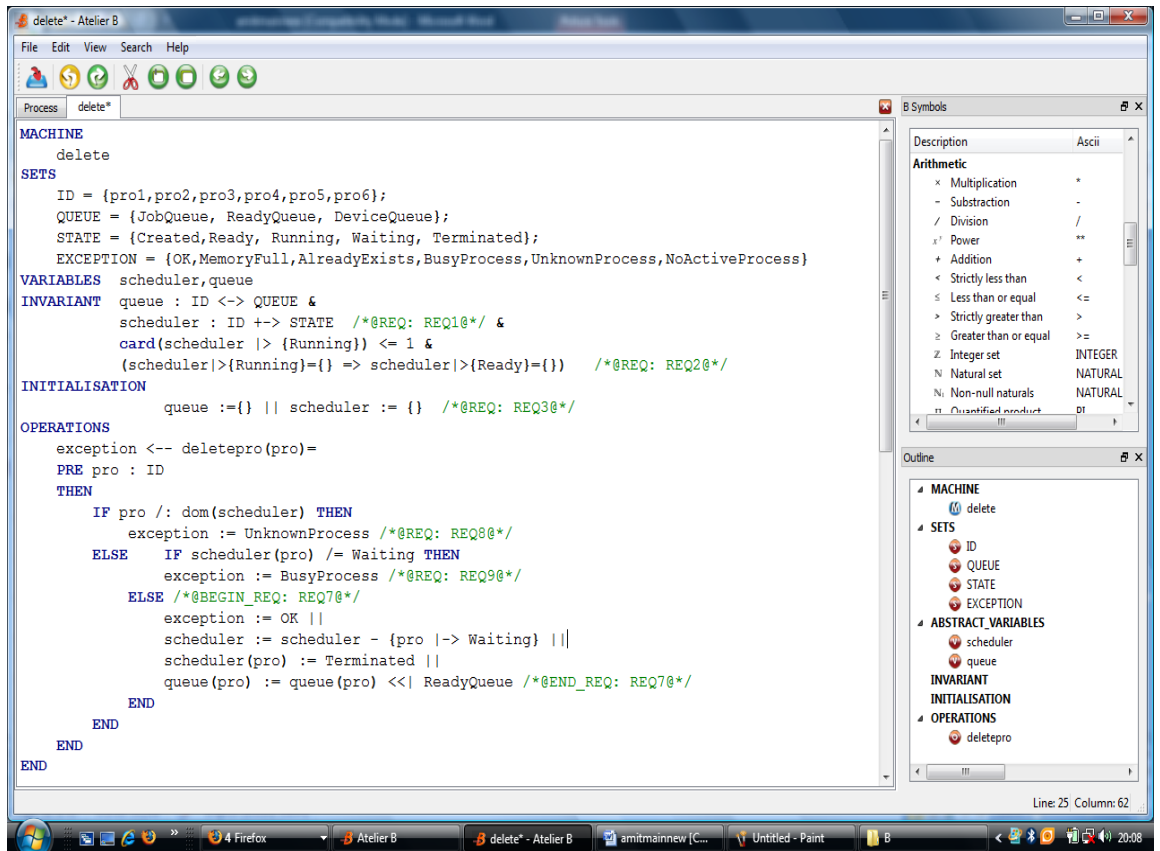 delete* - Atelier B
File Edit View Search Help
Process delete*
MACHINE
delete
SETS
ID = {pro1,pro2,pro3,pro4,pro5,pro6};
QUEUE = {JobQueue, ReadyQueue, DeviceQueue};
STATE = {Created,Ready, Running, Waiting, Terminated};
EXCEPTION = {OK,MemoryFull,AlreadyExists,BusyProcess,UnknownProcess,NoActiveProcess}
VARIABLES scheduler,queue
INVARIANT queue : ID <-> QUEUE &
scheduler : ID +-> STATE /*@REQ: REQ1@*/ &
card(scheduler |> {Running}) <= 1 &
(scheduler|>{Running}={} => scheduler|>{Ready}={}) /*@REQ: REQ2@*/
INITIALISATION
queue :={} || scheduler := {} /*@REQ: REQ3@*/
OPERATIONS
exception <-- deletepro(pro)=
PRE pro : ID
THEN
IF pro /: dom(scheduler) THEN
exception := UnknownProcess /*@REQ: REQ8@*/
ELSE IF scheduler(pro) /= Waiting THEN
exception := BusyProcess /*@REQ: REQ9@*/
ELSE /*@BEGIN_REQ: REQ7@*/
exception := OK ||
scheduler := scheduler - {pro |-> Waiting} ||
scheduler(pro) := Terminated ||
queue(pro) := queue(pro) <<| ReadyQueue /*@END_REQ: REQ7@*/
END
END
END
END
B Symbols
Description Ascii
Arithmetic
× Multiplication *
- Substraction -
/ Division /
x^y Power **
+ Addition +
< Strictly less than <
≤ Less than or equal <=
> Strictly greater than >
≥ Greater than or equal >=
ℤ Integer set INTEGER
ℕ Natural set NATURAL
ℕ₁ Non-null naturals NATURAL
Π Quantified product PI
Outline
MACHINE
delete
SETS
ID
QUEUE
STATE
EXCEPTION
ABSTRACT_VARIABLES
scheduler
queue
INVARIANT
INITIALISATION
OPERATIONS
deletepro
Line: 25 Column: 62
4 Firefox Atelier B delete* - Atelier B amitmainnew [C... Untitled - Paint B 20:08